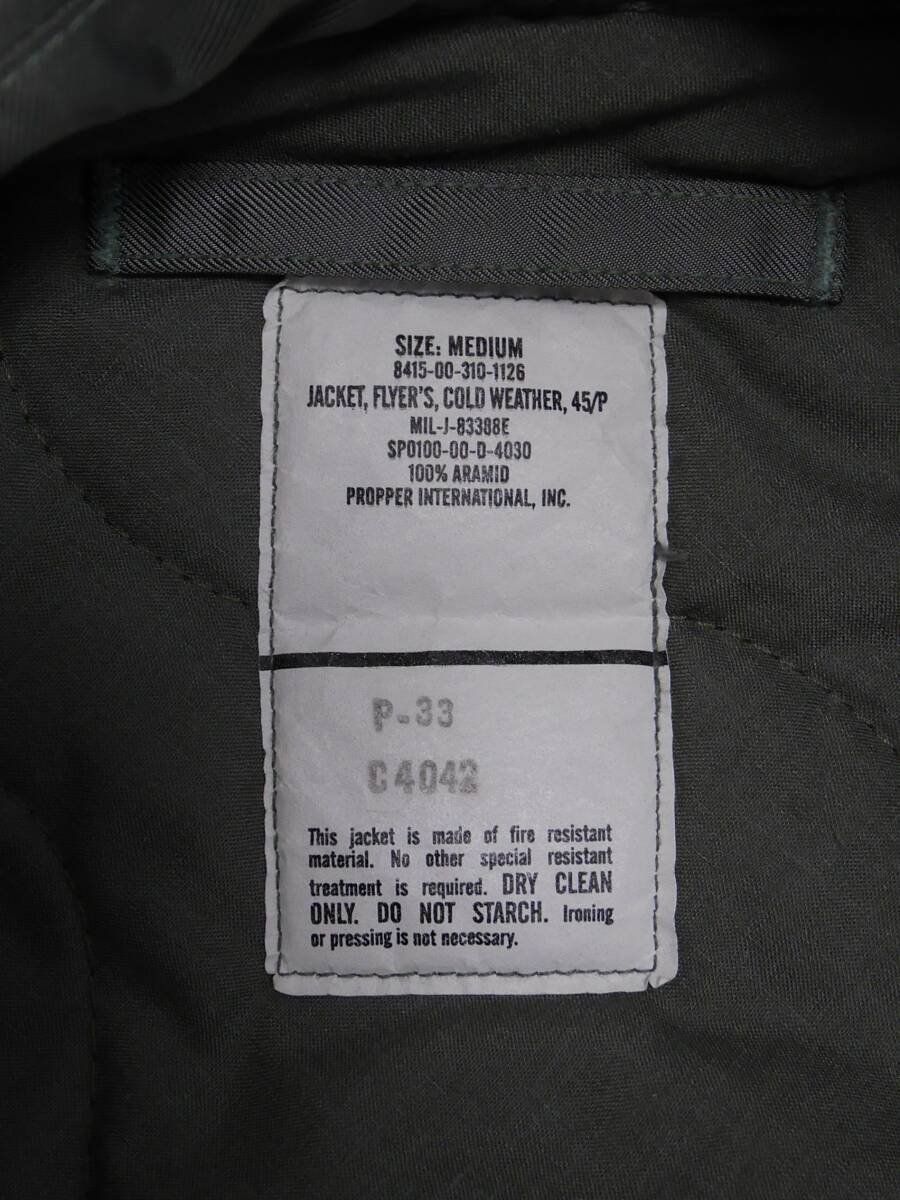 SIZE: MEDIUM
8415-00-310-1126
JACKET, FLYER'S, COLD WEATHER, 45/P
MIL-J-83388E
SP0100-00-D-4030
100% ARAMID
PROPPER INTERNATIONAL, INC.
P-33
C4042
This jacket is made of fire resistant
material. No other special resistant
treatment is required. DRY CLEAN
ONLY. DO NOT STARCH. Ironing
or pressing is not necessary.